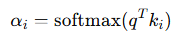 αᵢ = softmax(qᵀkᵢ)